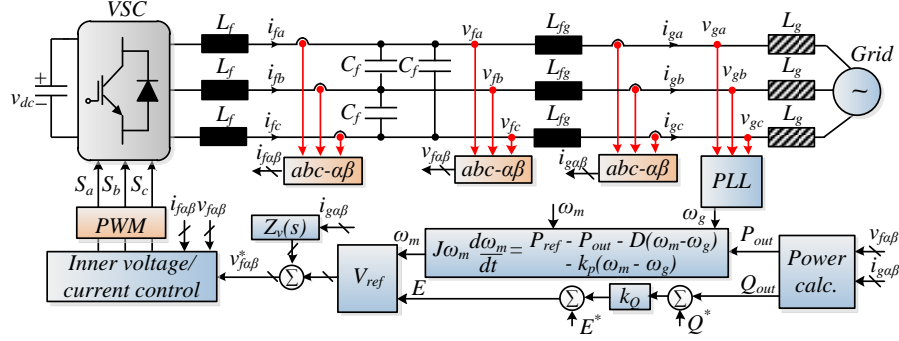 VSC
L_f i_fa v_fa L_fg i_ga v_ga L_g
Grid
C_f C_f
v_dc + −
L_f i_fb v_fb L_fg i_gb v_gb L_g
~
C_f
L_f i_fc v_fc L_fg i_gc v_gc L_g
i_fαβ abc-αβ v_fαβ abc-αβ i_gαβ abc-αβ PLL
S_a S_b S_c
i_fαβ v_fαβ i_gαβ ω_m ω_g
PWM
Z_v(s)
ω_m
Jω_m dω_m/dt = P_ref - P_out - D(ω_m-ω_g)
- k_p(ω_m - ω_g)
P_out
v_fαβ
i_gαβ
Inner voltage/
current control
v_fαβ^* Σ
V_ref
E
Σ k_Q Σ
Q_out
Power
calc.
E^* Q^*